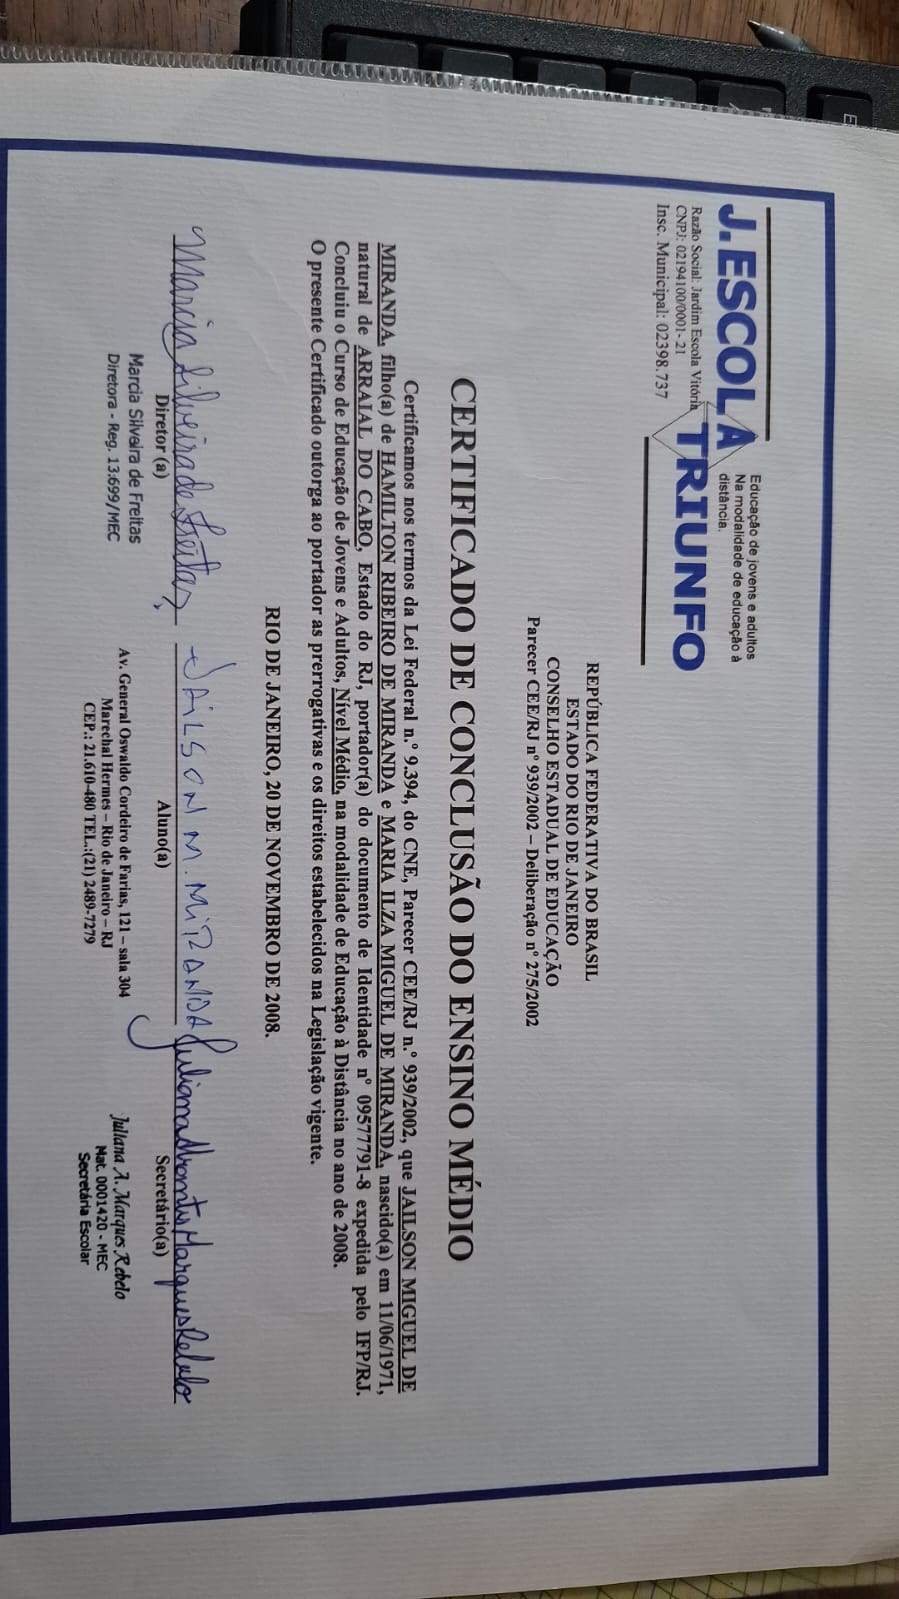 J.ESCOLA TRIUNFO
Educação de jovens e adultos
Na modalidade de educação à
distância.
Razão Social: Jardim Escola Vitória
CNPJ: 02194100/0001- 21
Insc. Municipal: 02398.737
REPÚBLICA FEDERATIVA DO BRASIL
ESTADO DO RIO DE JANEIRO
CONSELHO ESTADUAL DE EDUCAÇÃO
Parecer CEE/RJ nº 939/2002 – Deliberação nº 275/2002
CERTIFICADO DE CONCLUSÃO DO ENSINO MÉDIO
Certificamos nos termos da Lei Federal n.º 9.394, do CNE, Parecer CEE/RJ n.º 939/2002, que JAILSON MIGUEL DE
MIRANDA, filho(a) de HAMILTON RIBEIRO DE MIRANDA e MARIA ILZA MIGUEL DE MIRANDA, nascido(a) em 11/06/1971,
natural de ARRAIAL DO CABO, Estado do RJ, portador(a) do documento de Identidade nº 09577791-8 expedida pelo IFP/RJ.
Concluiu o Curso de Educação de Jovens e Adultos, Nível Médio, na modalidade de Educação à Distância no ano de 2008.
O presente Certificado outorga ao portador as prerrogativas e os direitos estabelecidos na Legislação vigente.
RIO DE JANEIRO, 20 DE NOVEMBRO DE 2008.
Marcia Silveira de Freitas JAILSON M. MIRANDA Juliana Marques Rebelo
Diretor (a) Aluno(a) Secretário(a)
Marcia Silveira de Freitas
Diretora - Reg. 13.699/MEC
Av. General Oswaldo Cordeiro de Farias, 121 – sala 304
Marechal Hermes – Rio de Janeiro – RJ
CEP.: 21.610-480 TEL.:(21) 2489-7279
Juliana A. Marques Rebelo
Mat. 0001420 - MEC
Secretária Escolar